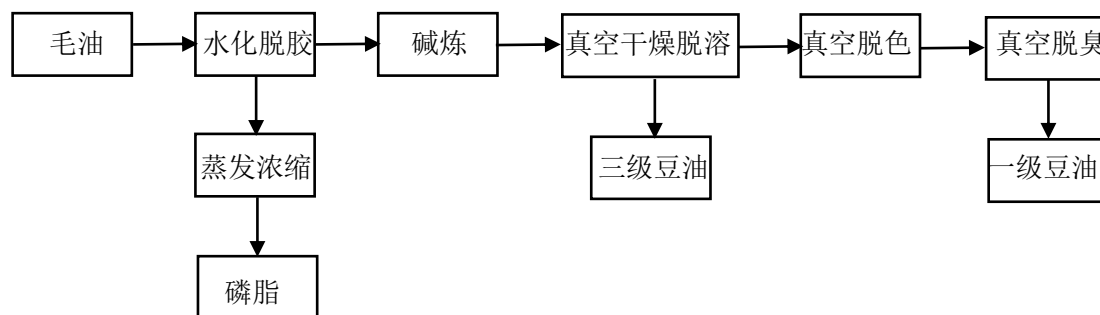 毛油
水化脱胶
碱炼
真空干燥脱溶
真空脱色
真空脱臭
蒸发浓缩
三级豆油
一级豆油
磷脂